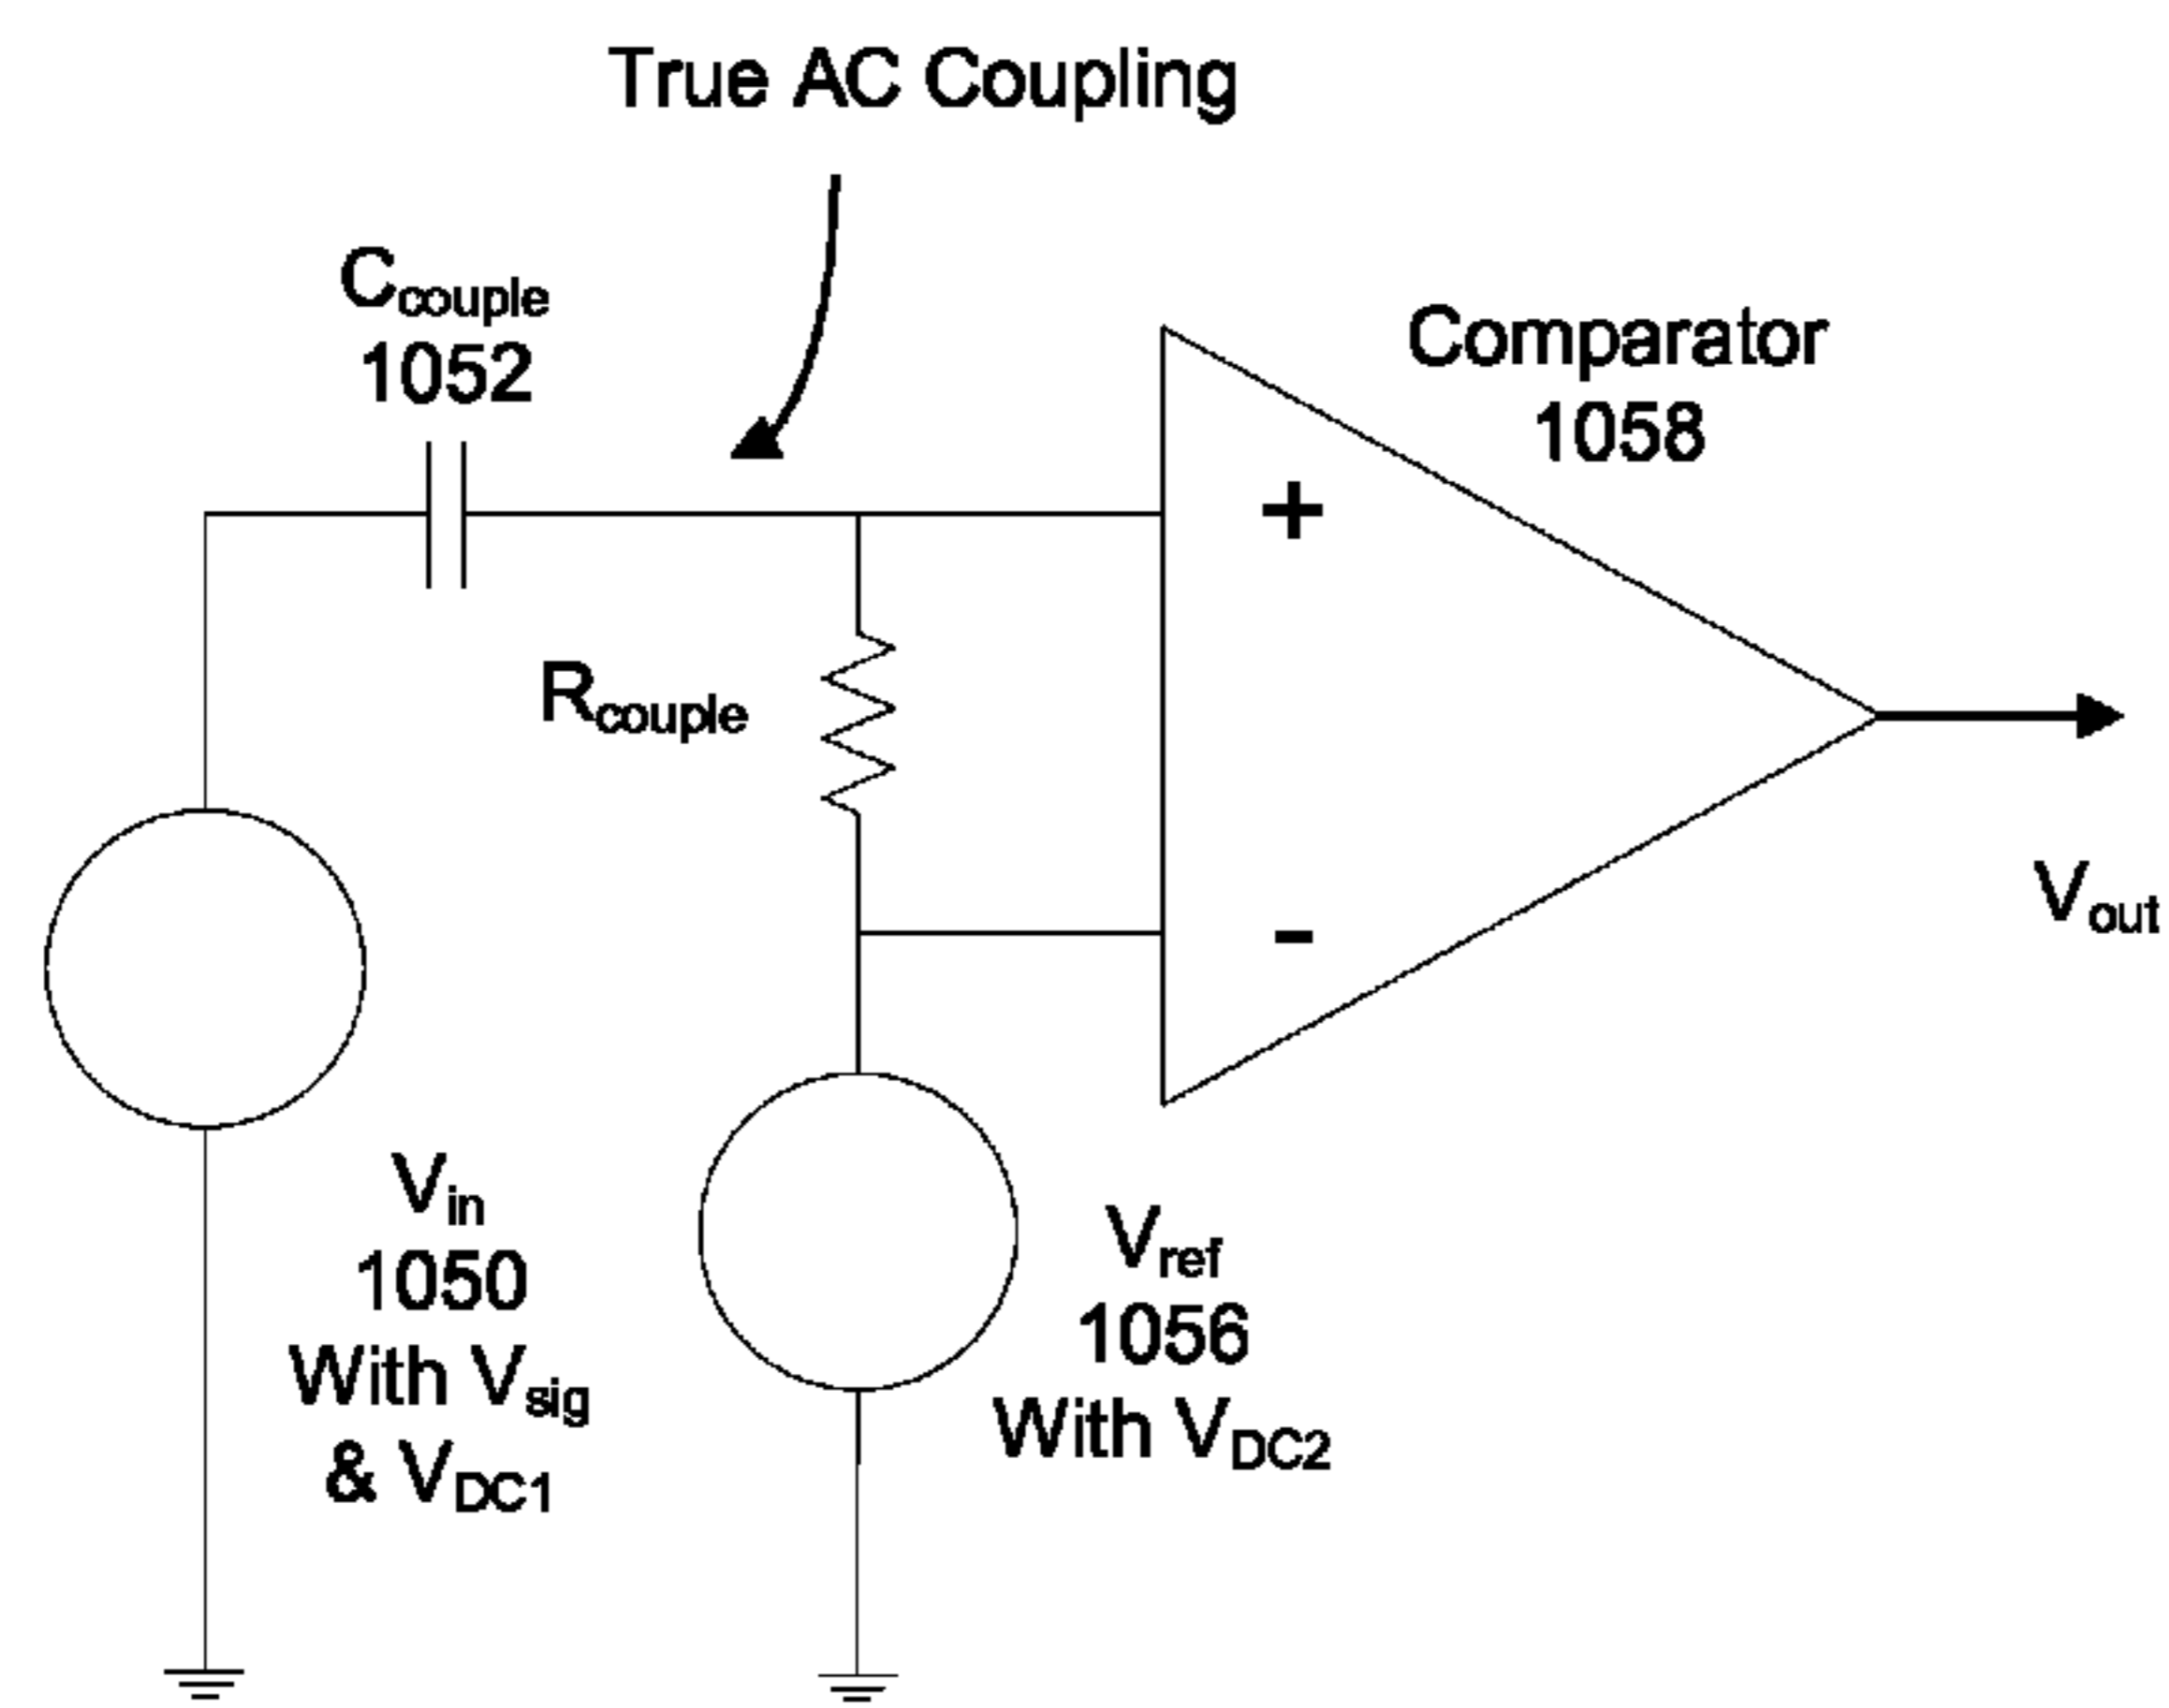 True AC Coupling
Ccouple
1052
Comparator
1058
+
Rcouple
-
Vout
Vin
1050
With Vsig
& VDC1
Vref
1056
With VDC2